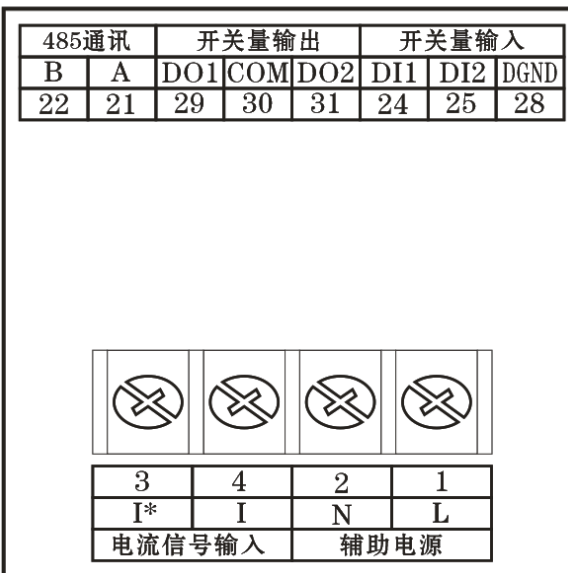 485通讯 开关量输出 开关量输入
B A DO1 COM DO2 DI1 DI2 DGND
22 21 29 30 31 24 25 28
3 4 2 1
I* I N L
电流信号输入 辅助电源